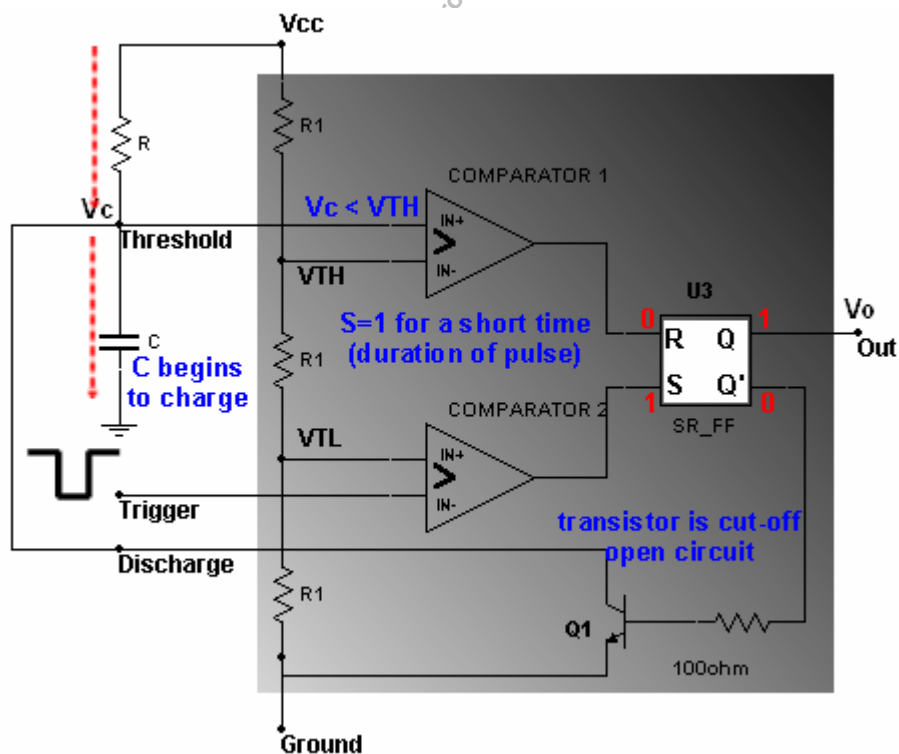 Vcc
R1
R
COMPARATOR 1
Vc
Vc < VTH
IN+
>
IN-
Threshold
VTH
U3
S=1 for a short time
(duration of pulse)
0
1
Vo
R Q
Out
C
R1
C begins
to charge
S Q'
1
0
COMPARATOR 2
SR_FF
VTL
IN+
>
IN-
Trigger
transistor is cut-off
open circuit
Discharge
R1
Q1
100ohm
Ground